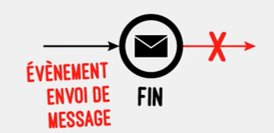 ÉVÈNEMENT
ENVOI DE
MESSAGE
FIN